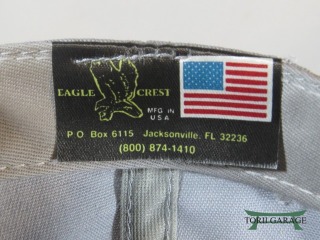 EAGLE CREST
MFG IN
USA
P O Box 6115 Jacksonville, FL 32236
(800) 874-1410
TORIIGARAGE